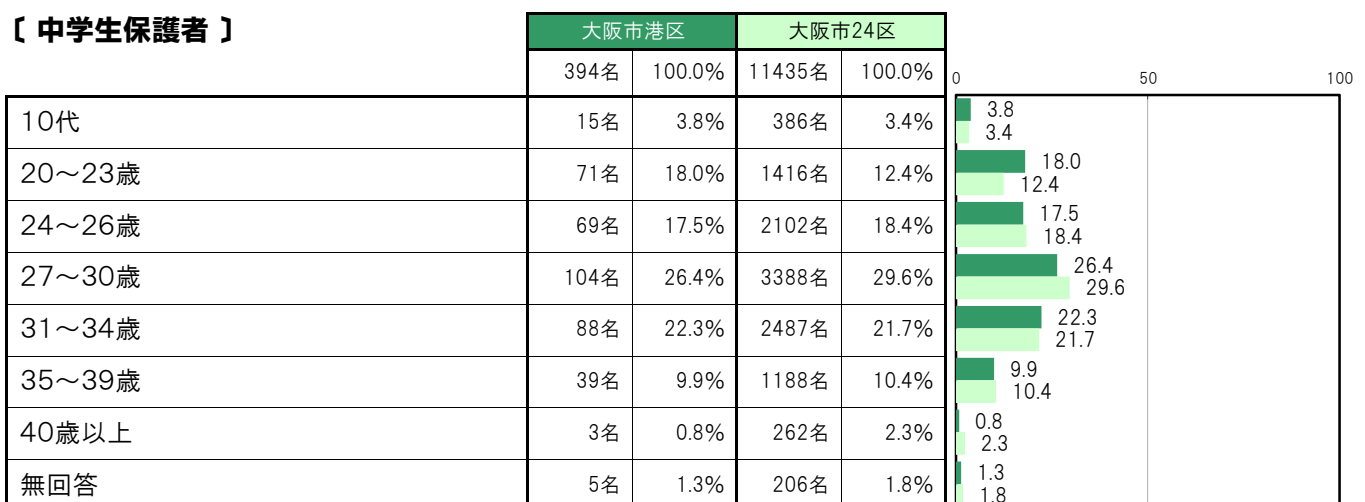 〔 中学生保護者 〕
大阪市港区 大阪市24区
394名 100.0% 11435名 100.0% 0 50 100
10代 15名 3.8% 386名 3.4% 3.8
3.4
20～23歳 71名 18.0% 1416名 12.4% 18.0
12.4
24～26歳 69名 17.5% 2102名 18.4% 17.5
18.4
27～30歳 104名 26.4% 3388名 29.6% 26.4
29.6
31～34歳 88名 22.3% 2487名 21.7% 22.3
21.7
35～39歳 39名 9.9% 1188名 10.4% 9.9
10.4
40歳以上 3名 0.8% 262名 2.3% 0.8
2.3
無回答 5名 1.3% 206名 1.8% 1.3
1.8